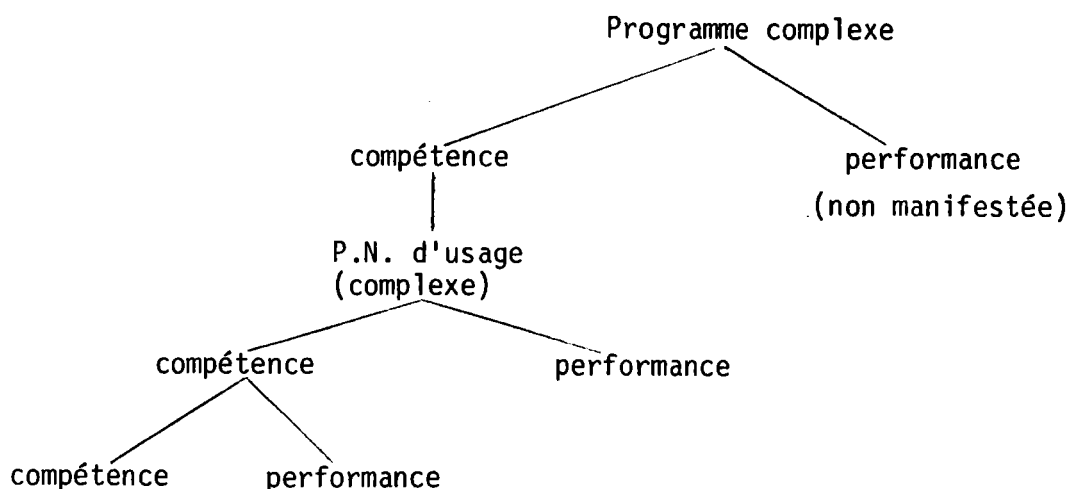 Programme complexe
compétence performance
(non manifestée)
P.N. d'usage
(complexe)
compétence performance
compétence performance